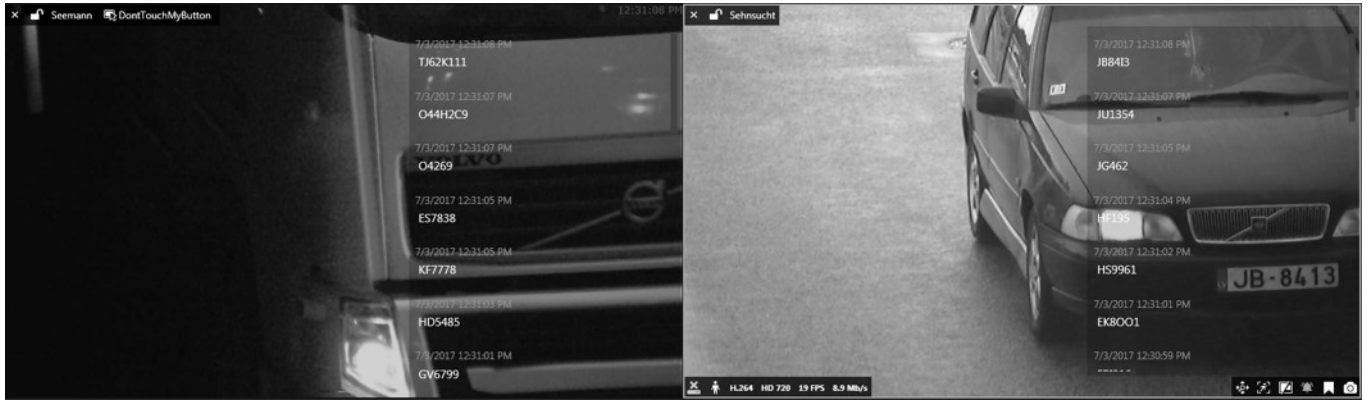 Seemann DontTouchMyButton
12:31:08 PM
7/3/2017 12:31:08 PM
TJ62K111
7/3/2017 12:31:07 PM
O44H2C9
7/3/2017 12:31:07 PM
O4269
7/3/2017 12:31:05 PM
ES7838
7/3/2017 12:31:05 PM
KF7778
7/3/2017 12:31:03 PM
HD5485
7/3/2017 12:31:01 PM
GV6799
VOLVO
Sehnsucht
7/3/2017 12:31:08 PM
JB84I3
7/3/2017 12:31:07 PM
JU1354
7/3/2017 12:31:05 PM
JG462
7/3/2017 12:31:04 PM
HF195
7/3/2017 12:31:02 PM
HS9961
7/3/2017 12:31:01 PM
EK8OO1
7/3/2017 12:30:59 PM
JB-8413
H.264 HD 720 19 FPS 8.9 Mb/s